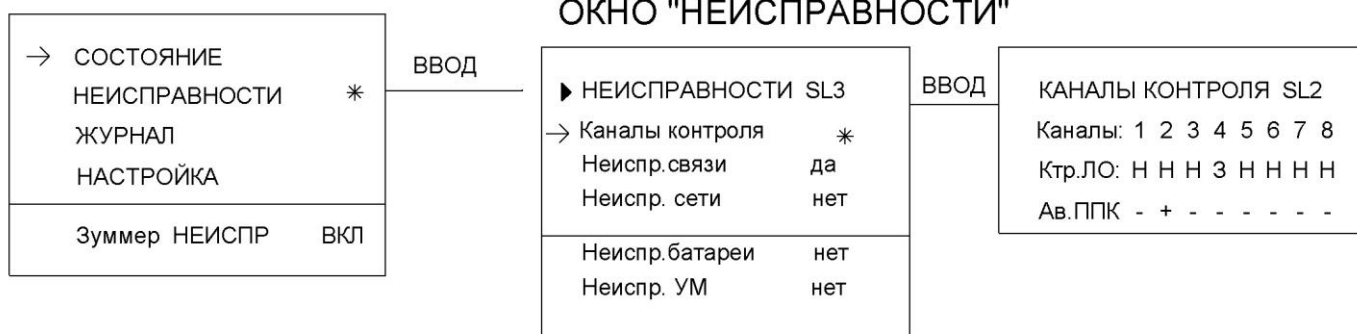 ОКНО "НЕИСПРАВНОСТИ"
СОСТОЯНИЕ
НЕИСПРАВНОСТИ *
ЖУРНАЛ
НАСТРОЙКА
Зуммер НЕИСПР ВКЛ
ВВОД
НЕИСПРАВНОСТИ SL3
Каналы контроля *
Неиспр.связи да
Неиспр. сети нет
Неиспр.батареи нет
Неиспр. УМ нет
ВВОД
КАНАЛЫ КОНТРОЛЯ SL2
Каналы: 1 2 3 4 5 6 7 8
Ктр.ЛО: Н Н Н З Н Н Н Н
Ав.ППК - + - - - - - -